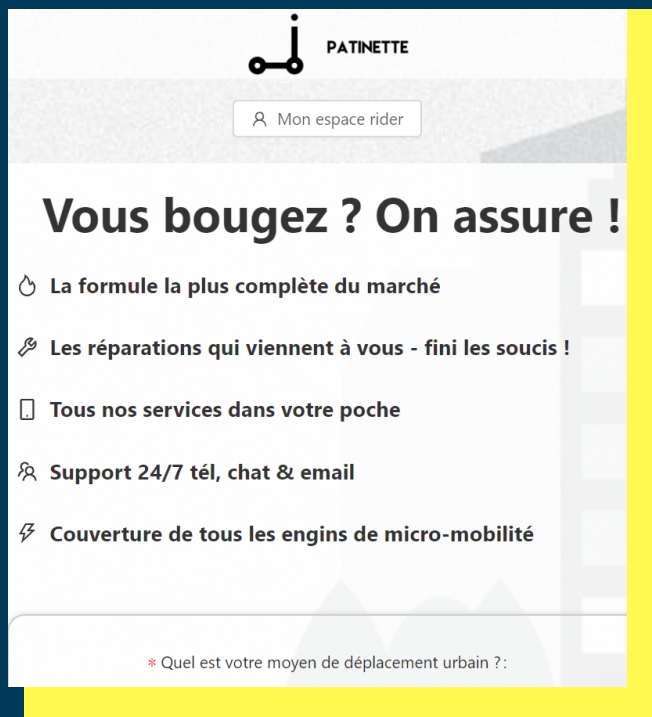 PATINETTE
Mon espace rider
Vous bougez ? On assure !
La formule la plus complète du marché
Les réparations qui viennent à vous - fini les soucis !
Tous nos services dans votre poche
Support 24/7 tél, chat & email
Couverture de tous les engins de micro-mobilité
* Quel est votre moyen de déplacement urbain ? :